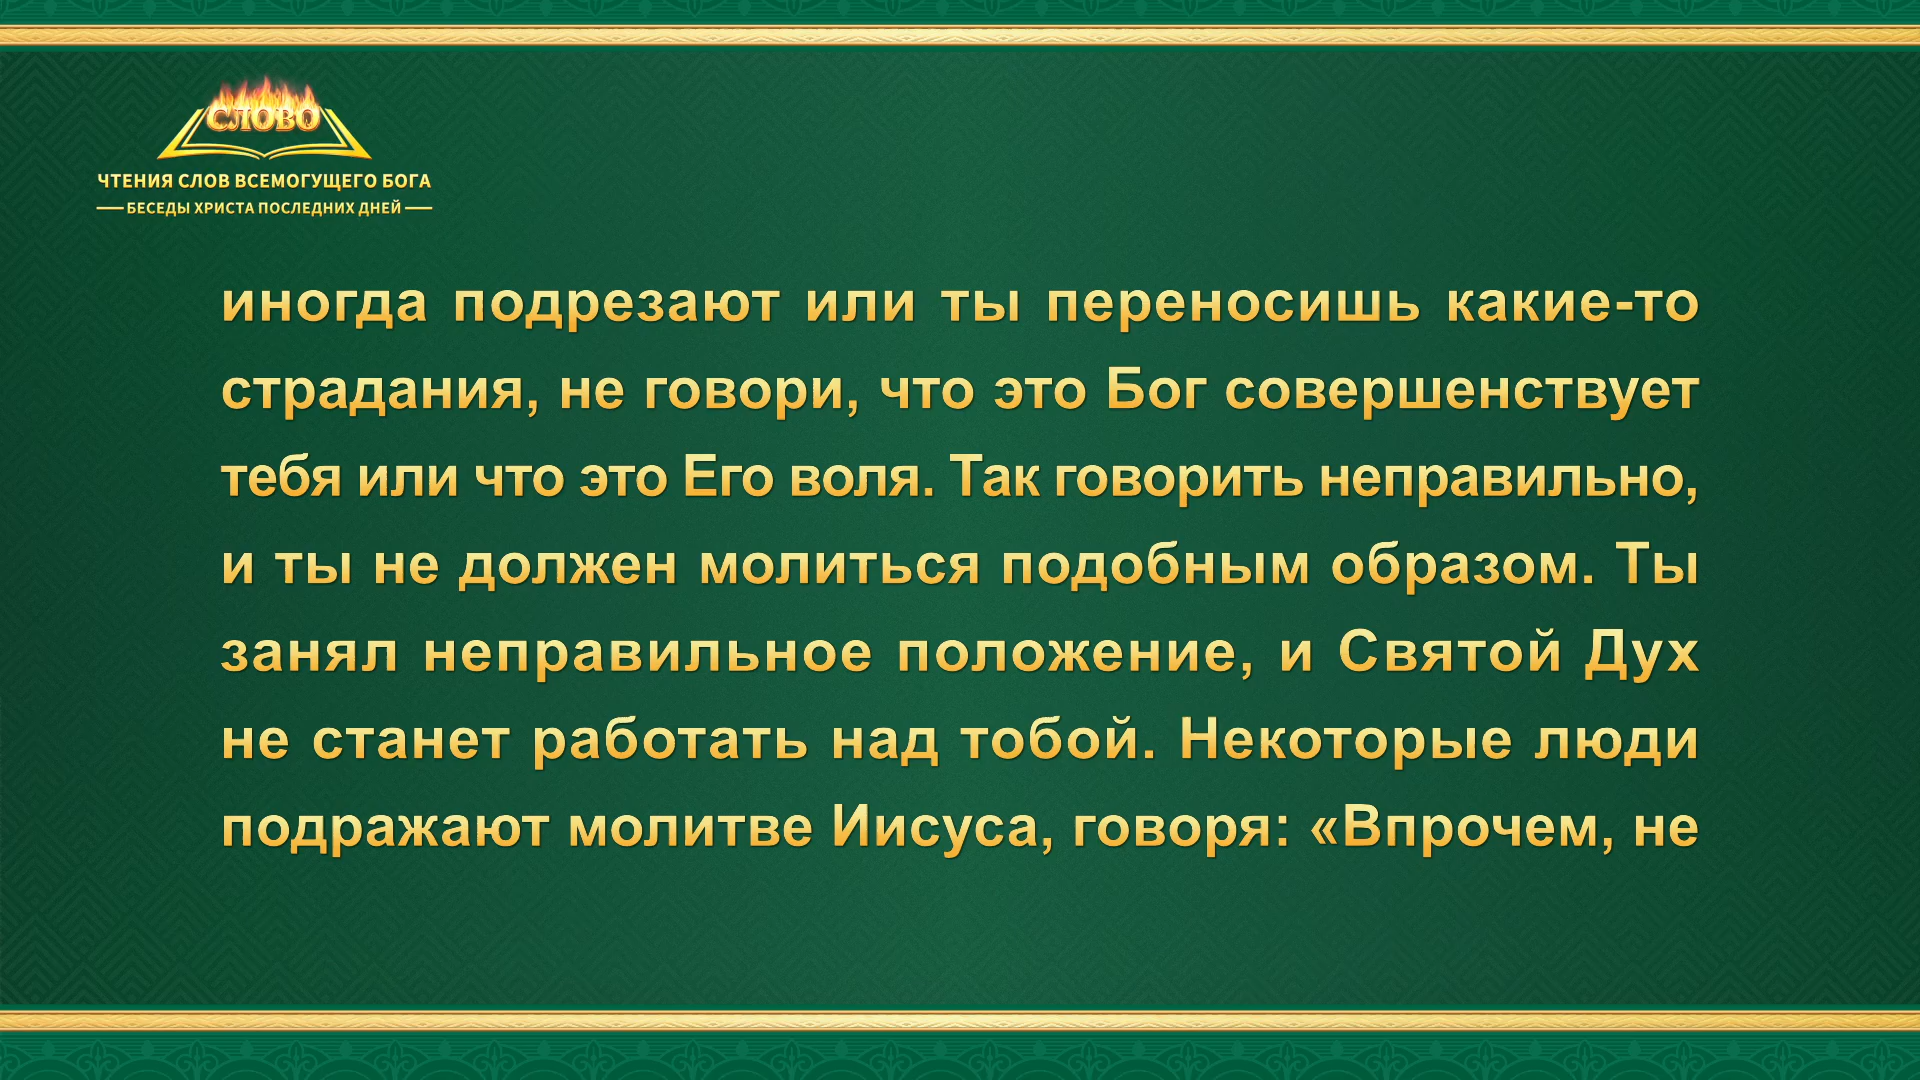 СЛОВО
ЧТЕНИЯ СЛОВ ВСЕМОГУЩЕГО БОГА
БЕСЕДЫ ХРИСТА ПОСЛЕДНИХ ДНЕЙ
иногда подрезают или ты переносишь какие-то
страдания, не говори, что это Бог совершенствует
тебя или что это Его воля. Так говорить неправильно,
и ты не должен молиться подобным образом. Ты
занял неправильное положение, и Святой Дух
не станет работать над тобой. Некоторые люди
подражают молитве Иисуса, говоря: «Впрочем, не